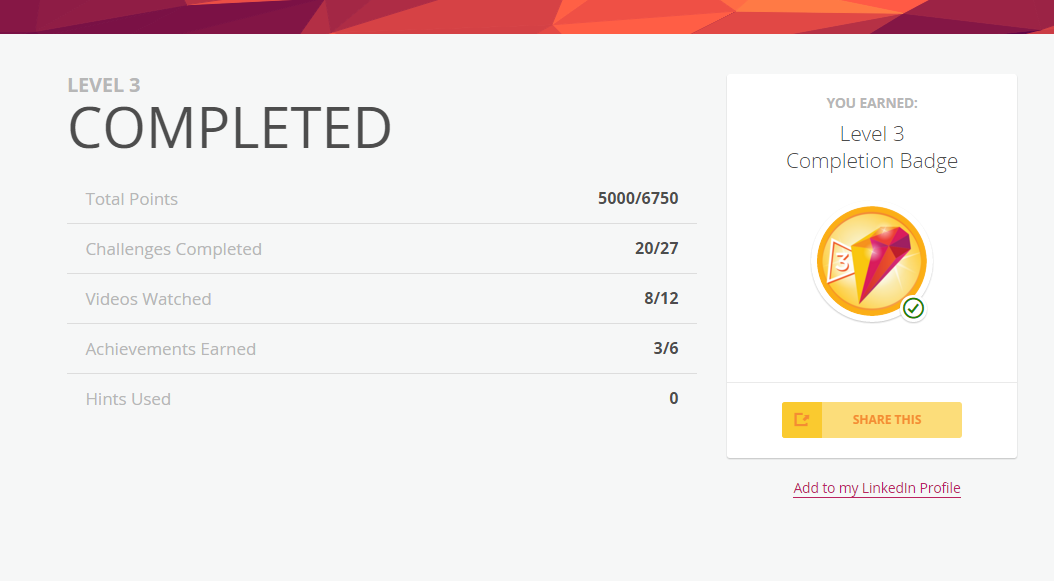 LEVEL 3
COMPLETED
Total Points 5000/6750
Challenges Completed 20/27
Videos Watched 8/12
Achievements Earned 3/6
Hints Used 0
YOU EARNED:
Level 3
Completion Badge
3
SHARE THIS
Add to my LinkedIn Profile